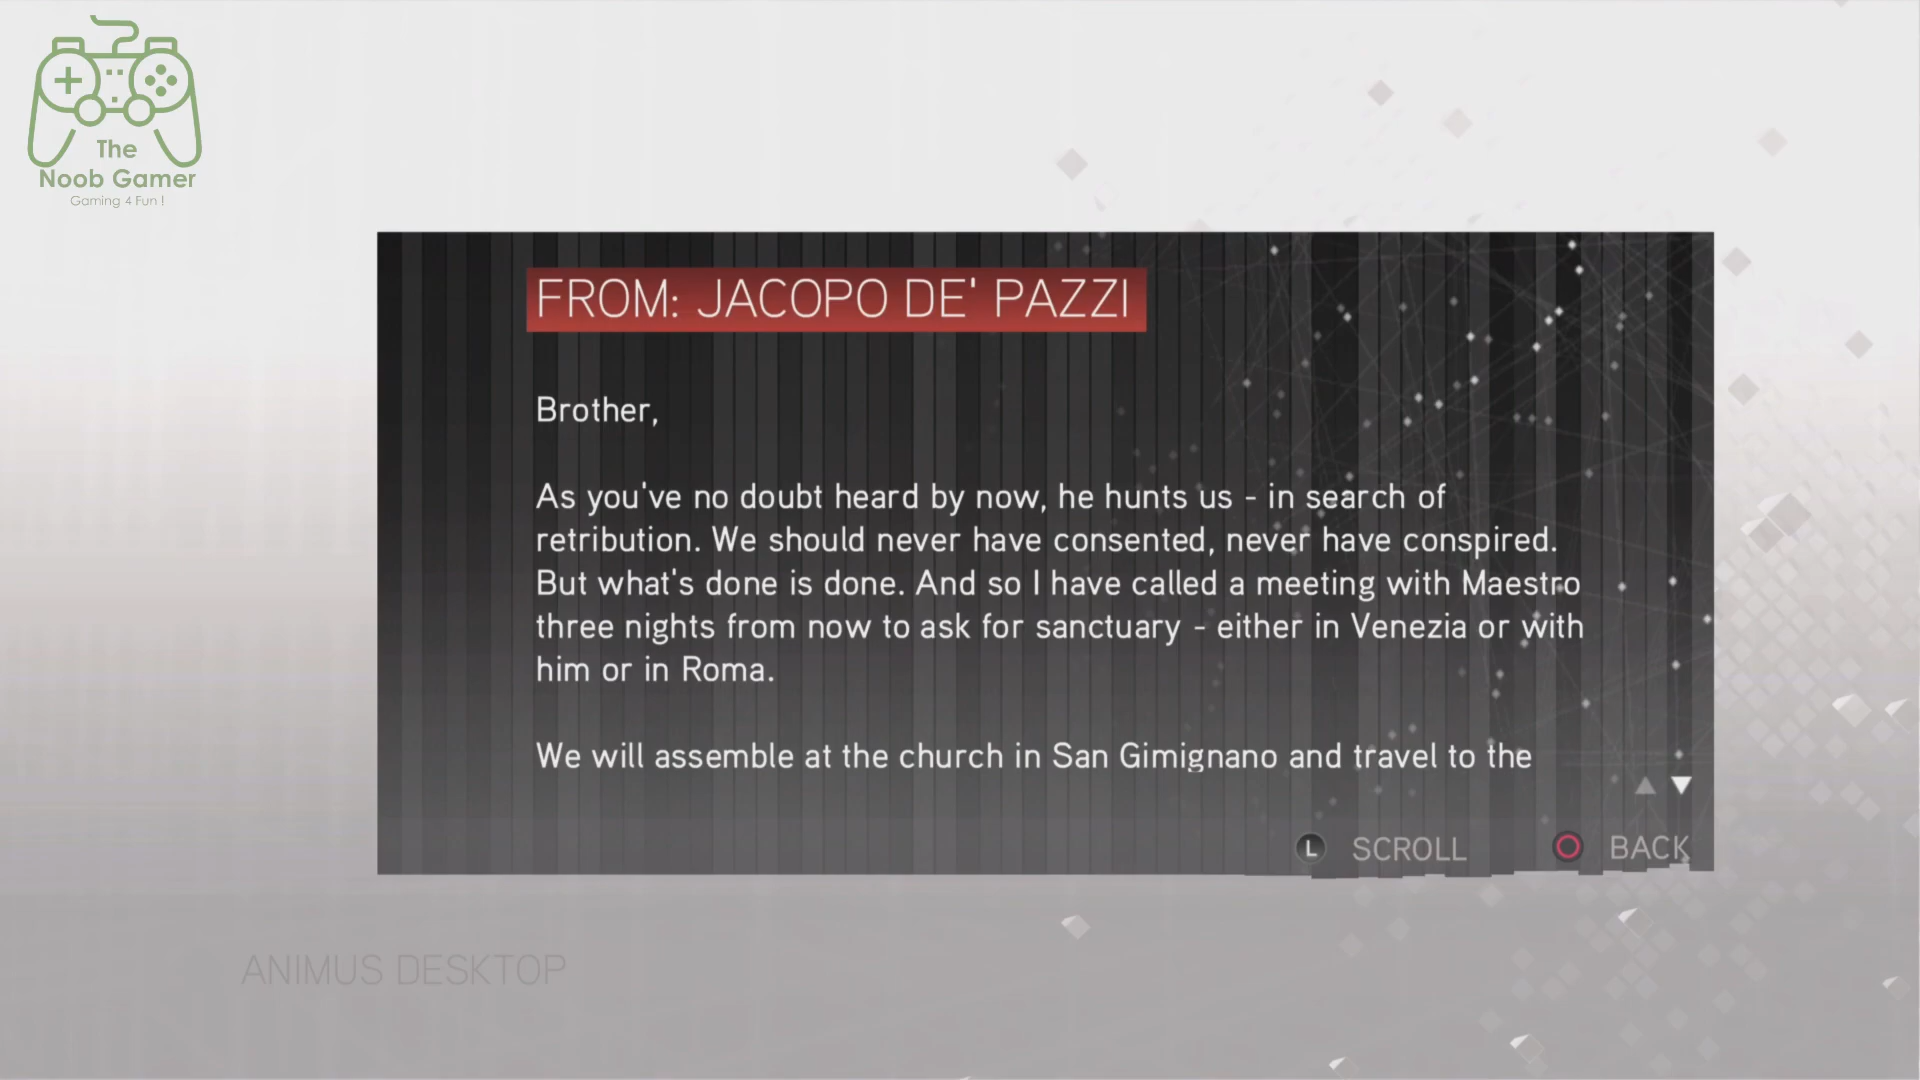 The
Noob Gamer
Gaming 4 Fun !
FROM: JACOPO DE' PAZZI
Brother,
As you've no doubt heard by now, he hunts us - in search of
retribution. We should never have consented, never have conspired.
But what's done is done. And so I have called a meeting with Maestro
three nights from now to ask for sanctuary - either in Venezia or with
him or in Roma.
We will assemble at the church in San Gimignano and travel to the
L SCROLL BACK
ANIMUS DESKTOP